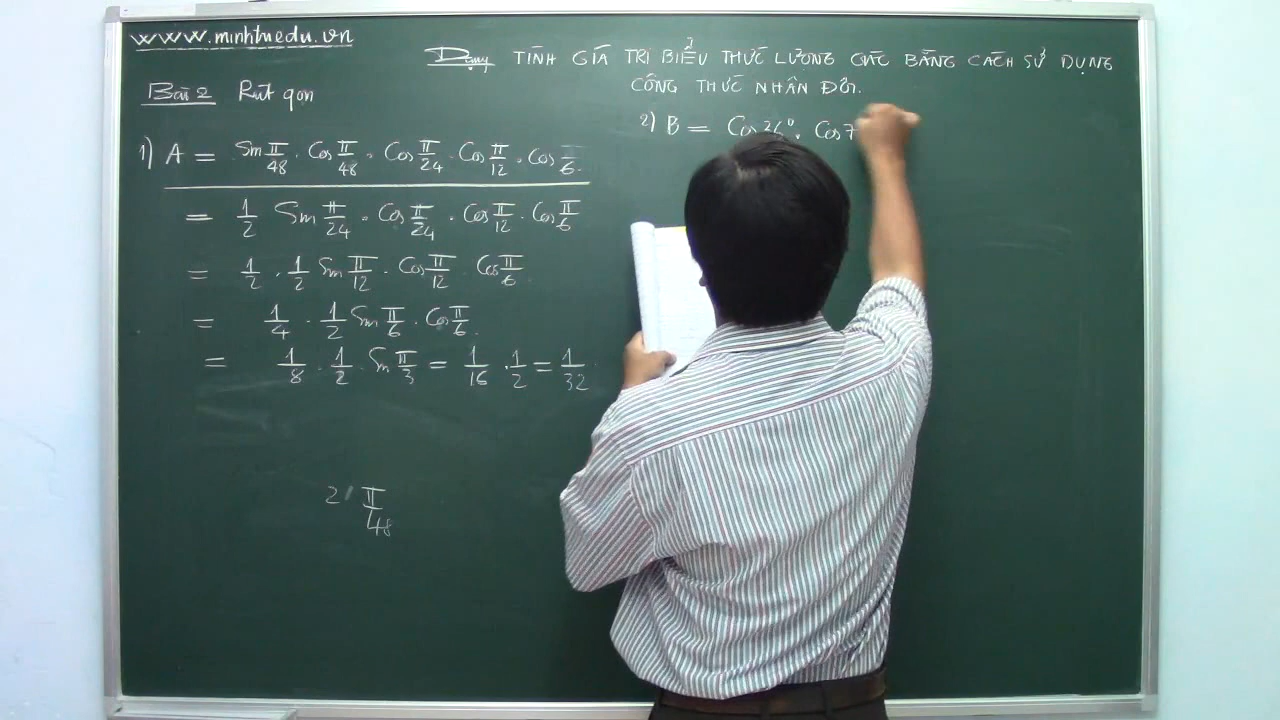 www.minhtuedu.vn
Dạng TÍNH GIÁ TRỊ BIỂU THỨC LƯỢNG GIÁC BẰNG CÁCH SỬ DỤNG
CÔNG THỨC NHÂN ĐÔI.
Bài 2 Rút gọn
2) B = Cos36°. Cos7
1) A = Sin π/48 . Cos π/48 . Cos π/24 . Cos π/12 . Cos π/6.
= 1/2 Sin π/24 . Cos π/24 . Cos π/12 . Cos π/6
= 1/2 . 1/2 Sin π/12 . Cos π/12 Cos π/6
= 1/4 . 1/2 Sin π/6 . Cos π/6.
= 1/8 . 1/2 . Sin π/3 = 1/16 . 1/2 = 1/32
2 π/48